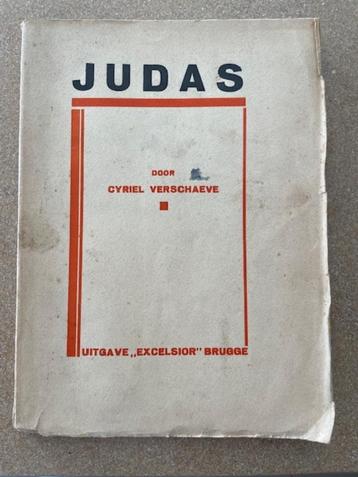 JUDAS
DOOR
CYRIEL VERSCHAEVE
UITGAVE „EXCELSIOR" BRUGGE